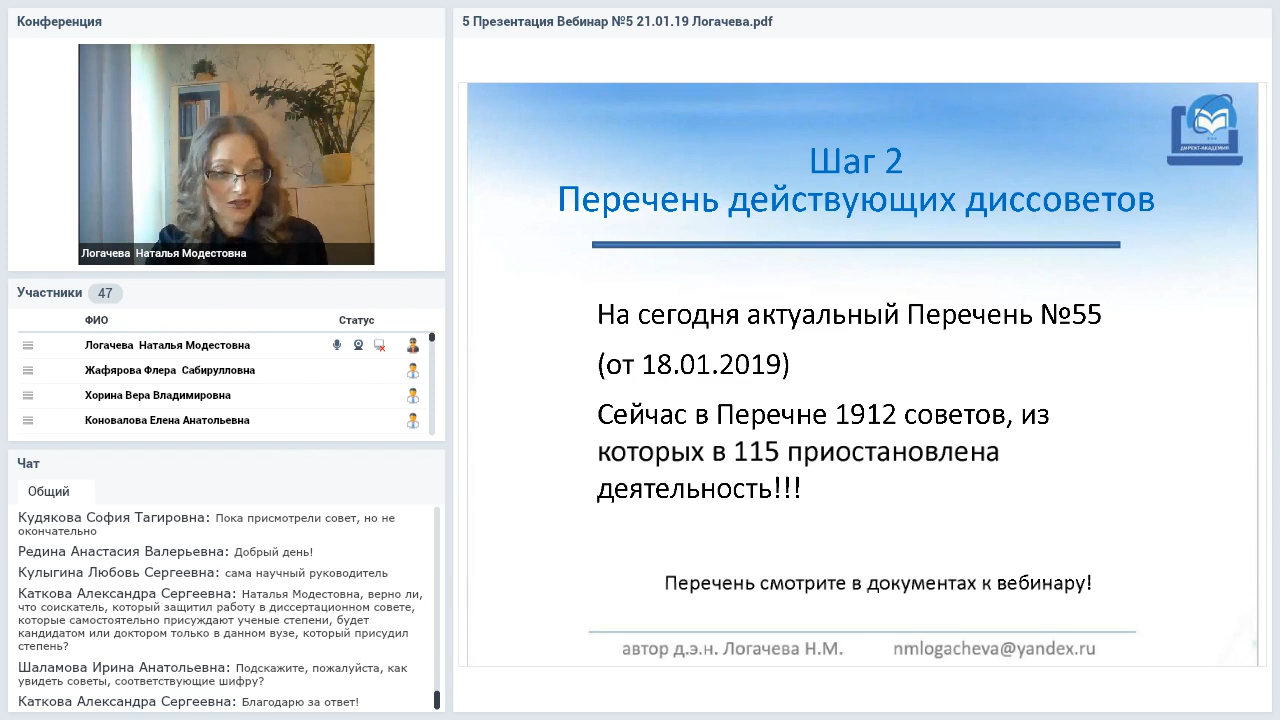 Конференция
Логачева Наталья Модестовна
Участники 47
ФИО Статус
Логачева Наталья Модестовна
Жафярова Флера Сабирулловна
Хорина Вера Владимировна
Коновалова Елена Анатольевна
Чат
Общий
Кудякова София Тагировна: Пока присмотрели совет, но не
окончательно
Редина Анастасия Валерьевна: Добрый день!
Кулыгина Любовь Сергеевна: сама научный руководитель
Каткова Александра Сергеевна: Наталья Модестовна, верно ли,
что соискатель, который защитил работу в диссертационном совете,
которые самостоятельно присуждают ученые степени, будет
кандидатом или доктором только в данном вузе, который присудил
степень?
Шаламова Ирина Анатольевна: Подскажите, пожалуйста, как
увидеть советы, соответствующие шифру?
Каткова Александра Сергеевна: Благодарю за ответ!
5 Презентация Вебинар №5 21.01.19 Логачева.pdf
ДИРЕКТ-АКАДЕМИЯ
Шаг 2
Перечень действующих диссоветов
На сегодня актуальный Перечень №55
(от 18.01.2019)
Сейчас в Перечне 1912 советов, из
которых в 115 приостановлена
деятельность!!!
Перечень смотрите в документах к вебинару!
автор д.э.н. Логачева Н.М. nmlogacheva@yandex.ru